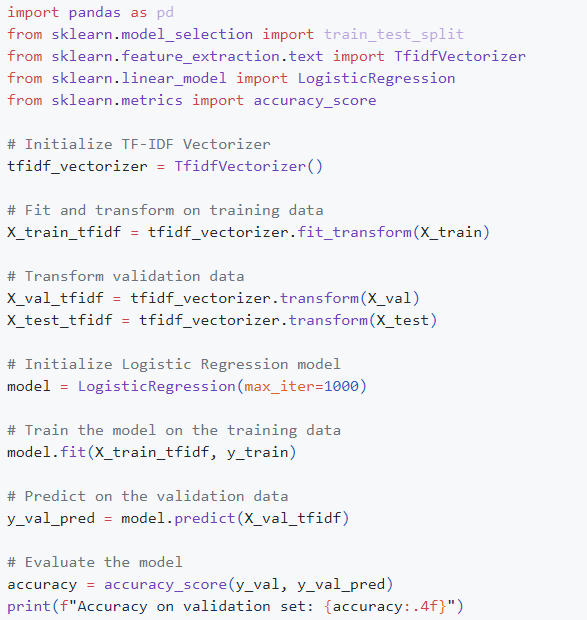 import pandas as pd
from sklearn.model_selection import train_test_split
from sklearn.feature_extraction.text import TfidfVectorizer
from sklearn.linear_model import LogisticRegression
from sklearn.metrics import accuracy_score
# Initialize TF-IDF Vectorizer
tfidf_vectorizer = TfidfVectorizer()
# Fit and transform on training data
X_train_tfidf = tfidf_vectorizer.fit_transform(X_train)
# Transform validation data
X_val_tfidf = tfidf_vectorizer.transform(X_val)
X_test_tfidf = tfidf_vectorizer.transform(X_test)
# Initialize Logistic Regression model
model = LogisticRegression(max_iter=1000)
# Train the model on the training data
model.fit(X_train_tfidf, y_train)
# Predict on the validation data
y_val_pred = model.predict(X_val_tfidf)
# Evaluate the model
accuracy = accuracy_score(y_val, y_val_pred)
print(f"Accuracy on validation set: {accuracy:.4f}")